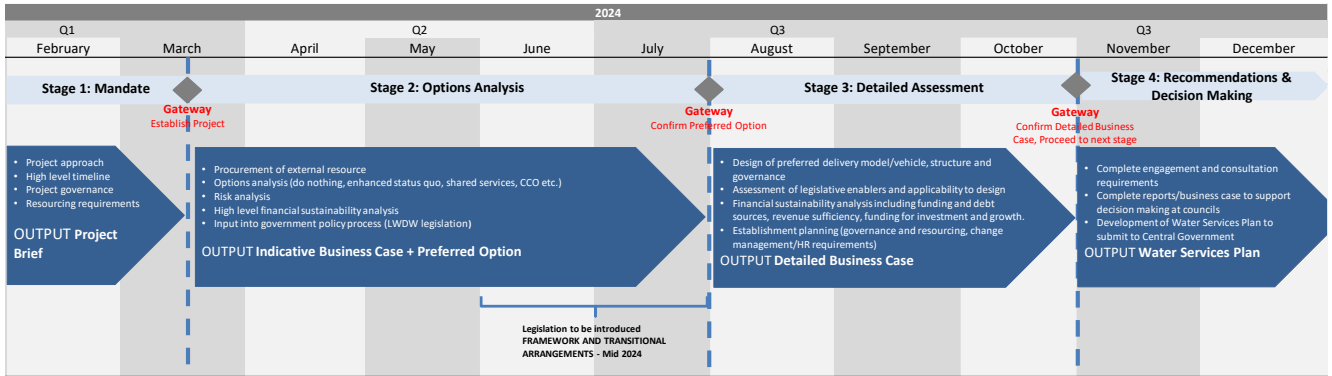 2024
Q1
Q2
Q3
Q3
February
March
April
May
June
July
August
September
October
November
December
Stage 1: Mandate
Stage 2: Options Analysis
Stage 3: Detailed Assessment
Stage 4: Recommendations &
Decision Making
Gateway
Establish Project
Gateway
Confirm Preferred Option
Gateway
Confirm Detailed Business
Case, Proceed to next stage
• Project approach
• High level timeline
• Project governance
• Resourcing requirements
OUTPUT Project
Brief
• Procurement of external resource
• Options analysis (do nothing, enhanced status quo, shared services, CCO etc.)
• Risk analysis
• High level financial sustainability analysis
• Input into government policy process (LWDW legislation)
OUTPUT Indicative Business Case + Preferred Option
• Design of preferred delivery model/vehicle, structure and
governance
• Assessment of legislative enablers and applicability to design
• Financial sustainability analysis including funding and debt
sources, revenue sufficiency, funding for investment and growth.
• Establishment planning (governance and resourcing, change
management/HR requirements)
OUTPUT Detailed Business Case
• Complete engagement and consultation
requirements
• Complete reports/business case to support
decision making at councils
• Development of Water Services Plan to
submit to Central Government
OUTPUT Water Services Plan
Legislation to be introduced
FRAMEWORK AND TRANSITIONAL
ARRANGEMENTS - Mid 2024